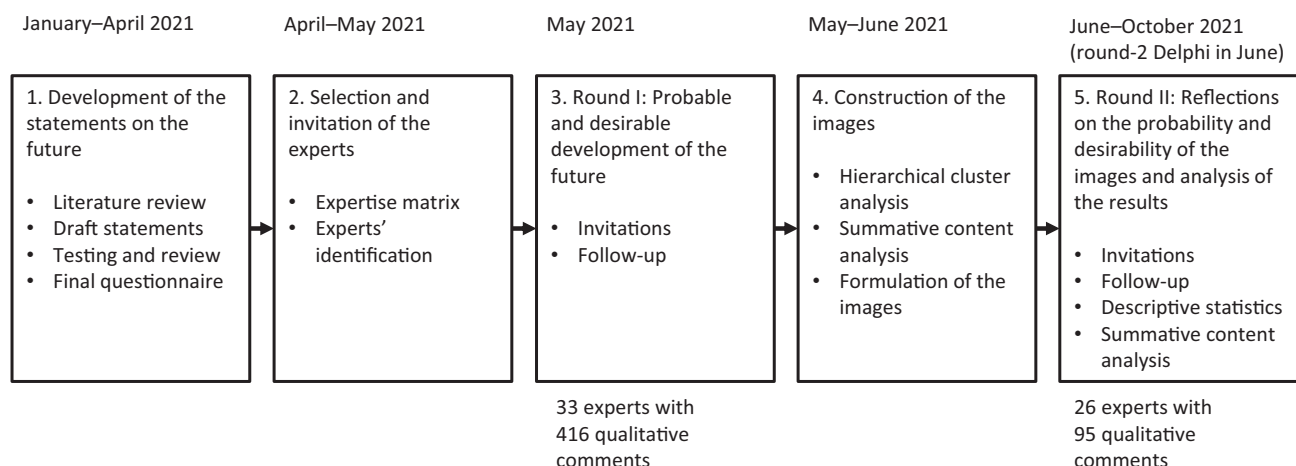 January–April 2021
April–May 2021
May 2021
May–June 2021
June–October 2021
(round-2 Delphi in June)
1. Development of the
statements on the
future
• Literature review
• Draft statements
• Testing and review
• Final questionnaire
2. Selection and
invitation of the
experts
• Expertise matrix
• Experts’
identification
3. Round I: Probable
and desirable
development of the
future
• Invitations
• Follow-up
4. Construction of the
images
• Hierarchical cluster
analysis
• Summative content
analysis
• Formulation of the
images
5. Round II: Reflections
on the probability and
desirability of the
images and analysis of
the results
• Invitations
• Follow-up
• Descriptive statistics
• Summative content
analysis
33 experts with
416 qualitative
comments
26 experts with
95 qualitative
comments